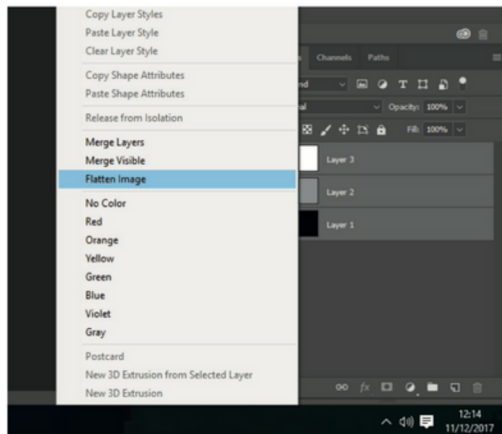 Copy Layer Styles
Paste Layer Style
Clear Layer Style
Copy Shape Attributes
Paste Shape Attributes
Release from Isolation
Merge Layers
Merge Visible
Flatten Image
No Color
Red
Orange
Yellow
Green
Blue
Violet
Gray
Postcard
New 3D Extrusion from Selected Layer
New 3D Extrusion
Channels Paths
Opacity: 100%
Fill: 100%
Layer 3
Layer 2
Layer 1
fx
12:14
11/12/2017